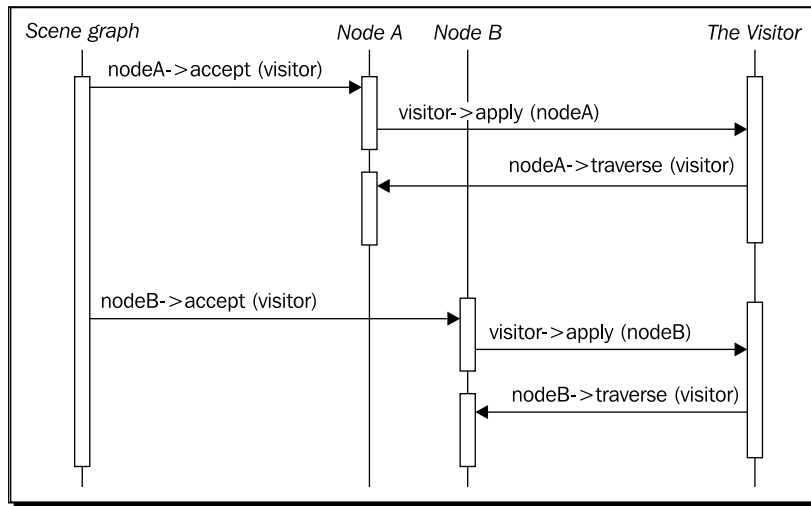 Scene graph
Node A
Node B
The Visitor
nodeA->accept (visitor)
visitor->apply (nodeA)
nodeA->traverse (visitor)
nodeB->accept (visitor)
visitor->apply (nodeB)
nodeB->traverse (visitor)